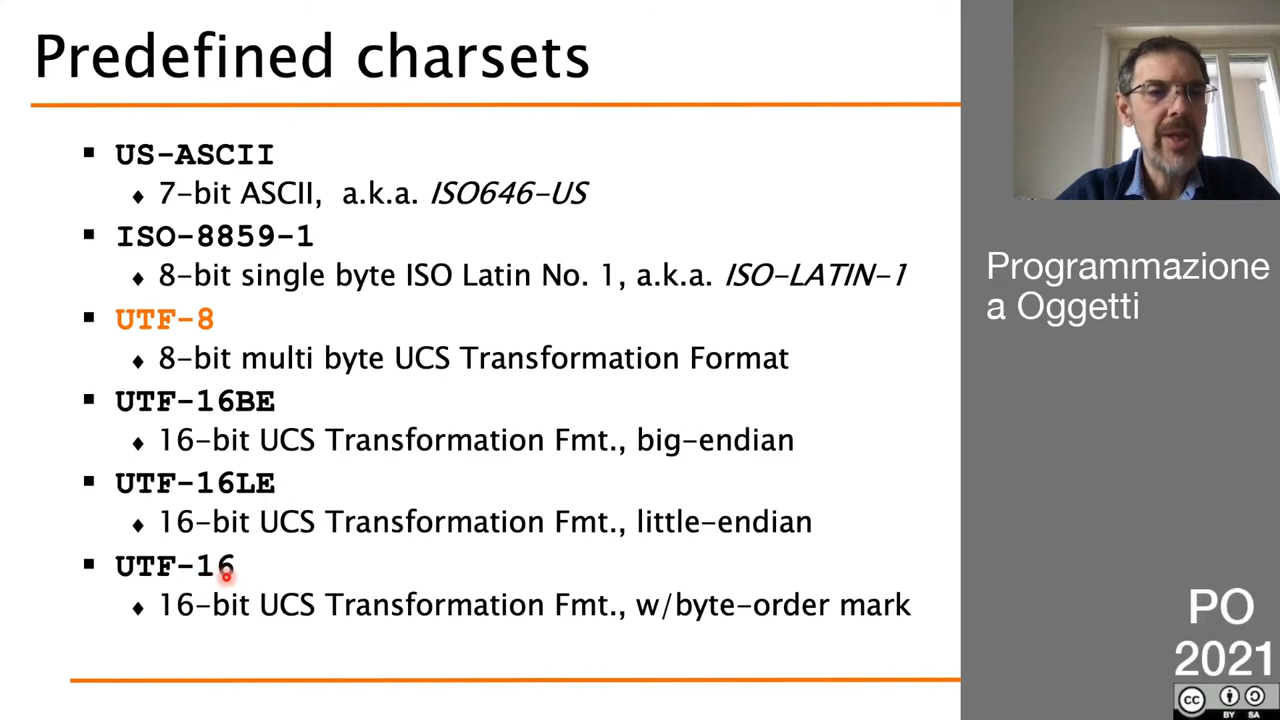 Predefined charsets
▪ US-ASCII
♦ 7-bit ASCII, a.k.a. ISO646-US
▪ ISO-8859-1
♦ 8-bit single byte ISO Latin No. 1, a.k.a. ISO-LATIN-1
▪ UTF-8
♦ 8-bit multi byte UCS Transformation Format
▪ UTF-16BE
♦ 16-bit UCS Transformation Fmt., big-endian
▪ UTF-16LE
♦ 16-bit UCS Transformation Fmt., little-endian
▪ UTF-16
♦ 16-bit UCS Transformation Fmt., w/byte-order mark
Programmazione
a Oggetti
PO
2021
cc BY SA